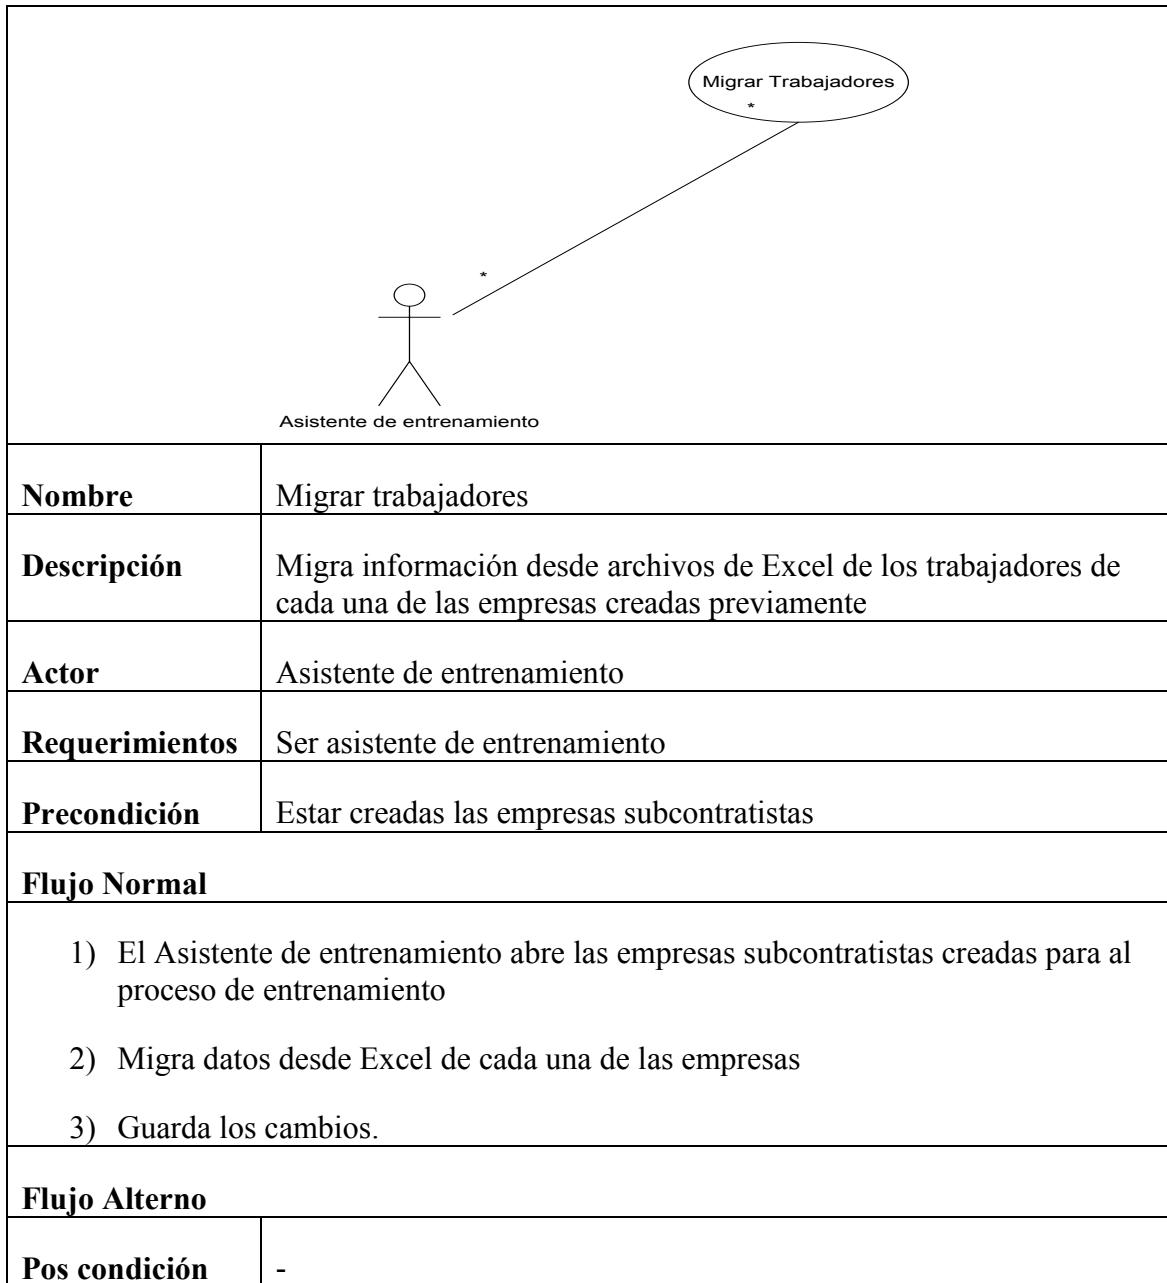 Migrar Trabajadores
*
*
Asistente de entrenamiento
Nombre
Migrar trabajadores
Descripción
Migra información desde archivos de Excel de los trabajadores de
cada una de las empresas creadas previamente
Actor
Asistente de entrenamiento
Requerimientos
Ser asistente de entrenamiento
Precondición
Estar creadas las empresas subcontratistas
Flujo Normal
1) El Asistente de entrenamiento abre las empresas subcontratistas creadas para al
proceso de entrenamiento
2) Migra datos desde Excel de cada una de las empresas
3) Guarda los cambios.
Flujo Alterno
Pos condición
-